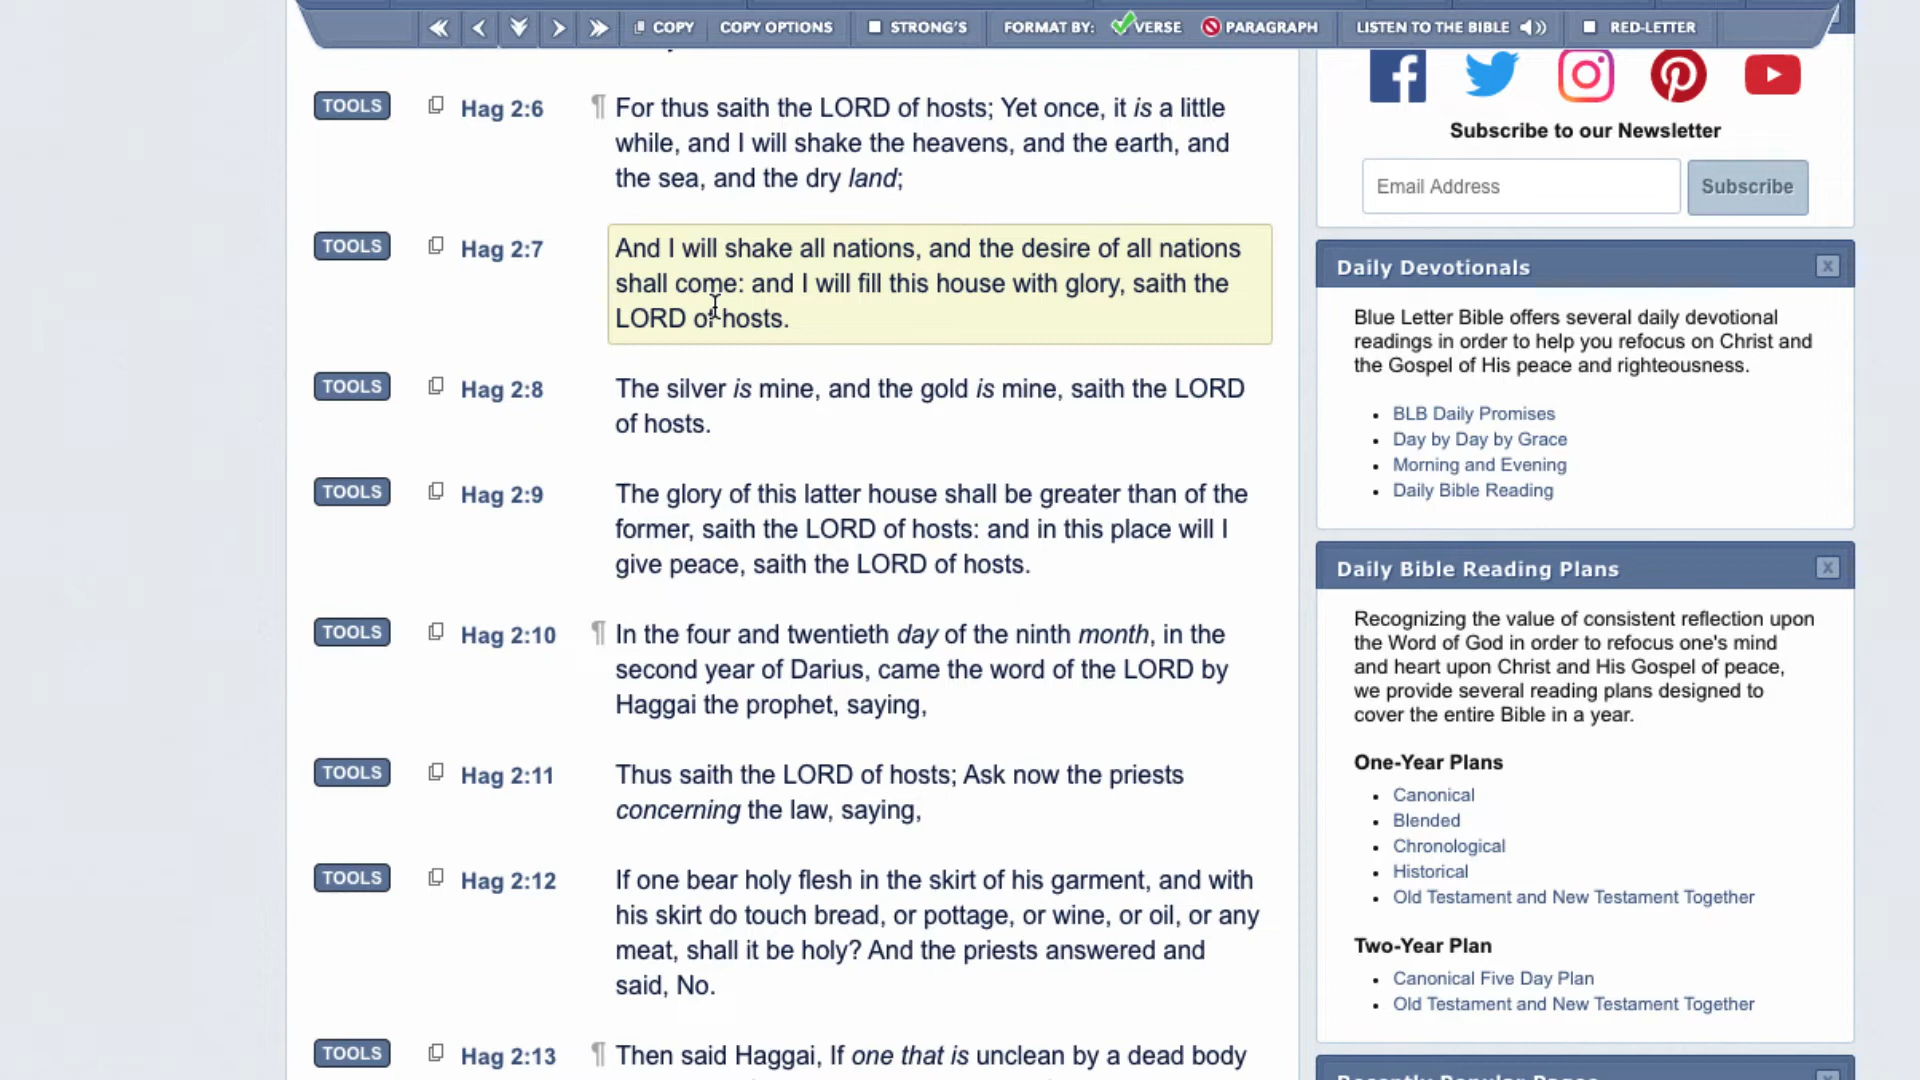 COPY COPY OPTIONS STRONG'S FORMAT BY: VERSE PARAGRAPH LISTEN TO THE BIBLE RED-LETTER
TOOLS Hag 2:6 ¶ For thus saith the LORD of hosts; Yet once, it is a little
while, and I will shake the heavens, and the earth, and
the sea, and the dry land;
TOOLS Hag 2:7 And I will shake all nations, and the desire of all nations
shall come: and I will fill this house with glory, saith the
LORD of hosts.
TOOLS Hag 2:8 The silver is mine, and the gold is mine, saith the LORD
of hosts.
TOOLS Hag 2:9 The glory of this latter house shall be greater than of the
former, saith the LORD of hosts: and in this place will I
give peace, saith the LORD of hosts.
TOOLS Hag 2:10 ¶ In the four and twentieth day of the ninth month, in the
second year of Darius, came the word of the LORD by
Haggai the prophet, saying,
TOOLS Hag 2:11 Thus saith the LORD of hosts; Ask now the priests
concerning the law, saying,
TOOLS Hag 2:12 If one bear holy flesh in the skirt of his garment, and with
his skirt do touch bread, or pottage, or wine, or oil, or any
meat, shall it be holy? And the priests answered and
said, No.
TOOLS Hag 2:13 ¶ Then said Haggai, If one that is unclean by a dead body
Subscribe to our Newsletter
Email Address Subscribe
Daily Devotionals X
Blue Letter Bible offers several daily devotional
readings in order to help you refocus on Christ and
the Gospel of His peace and righteousness.
• BLB Daily Promises
• Day by Day by Grace
• Morning and Evening
• Daily Bible Reading
Daily Bible Reading Plans X
Recognizing the value of consistent reflection upon
the Word of God in order to refocus one's mind
and heart upon Christ and His Gospel of peace,
we provide several reading plans designed to
cover the entire Bible in a year.
One-Year Plans
• Canonical
• Blended
• Chronological
• Historical
• Old Testament and New Testament Together
Two-Year Plan
• Canonical Five Day Plan
• Old Testament and New Testament Together
Recently Popular Pages